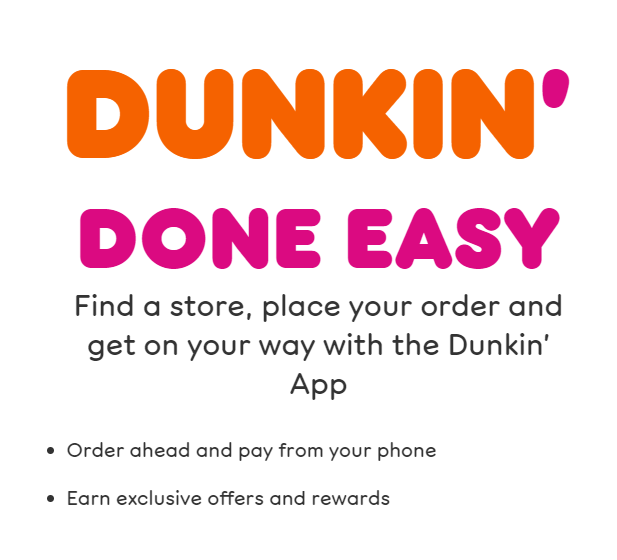 DUNKIN'
DONE EASY
Find a store, place your order and
get on your way with the Dunkin’
App
• Order ahead and pay from your phone
• Earn exclusive offers and rewards